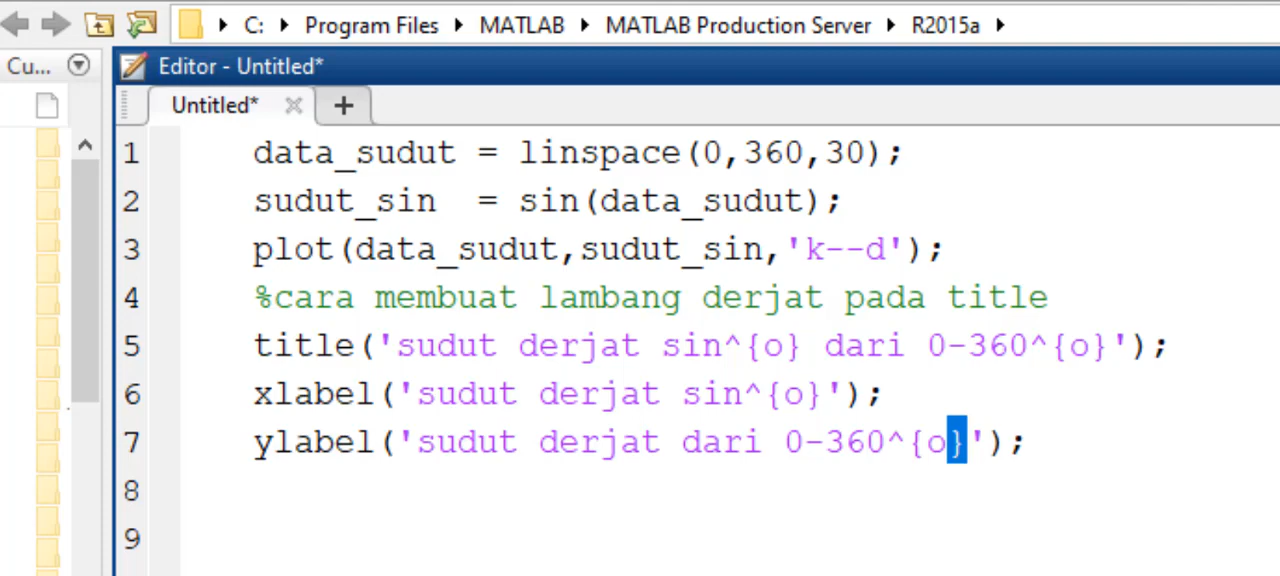 C: Program Files MATLAB MATLAB Production Server R2015a
Cu...
Editor - Untitled*
Untitled*
1 data_sudut = linspace(0,360,30);
2 sudut_sin  = sin(data_sudut);
3 plot(data_sudut,sudut_sin,'k--d');
4 %cara membuat lambang derjat pada title
5 title('sudut derjat sin^{o} dari 0-360^{o}');
6 xlabel('sudut derjat sin^{o}');
7 ylabel('sudut derjat dari 0-360^{o}');
8
9